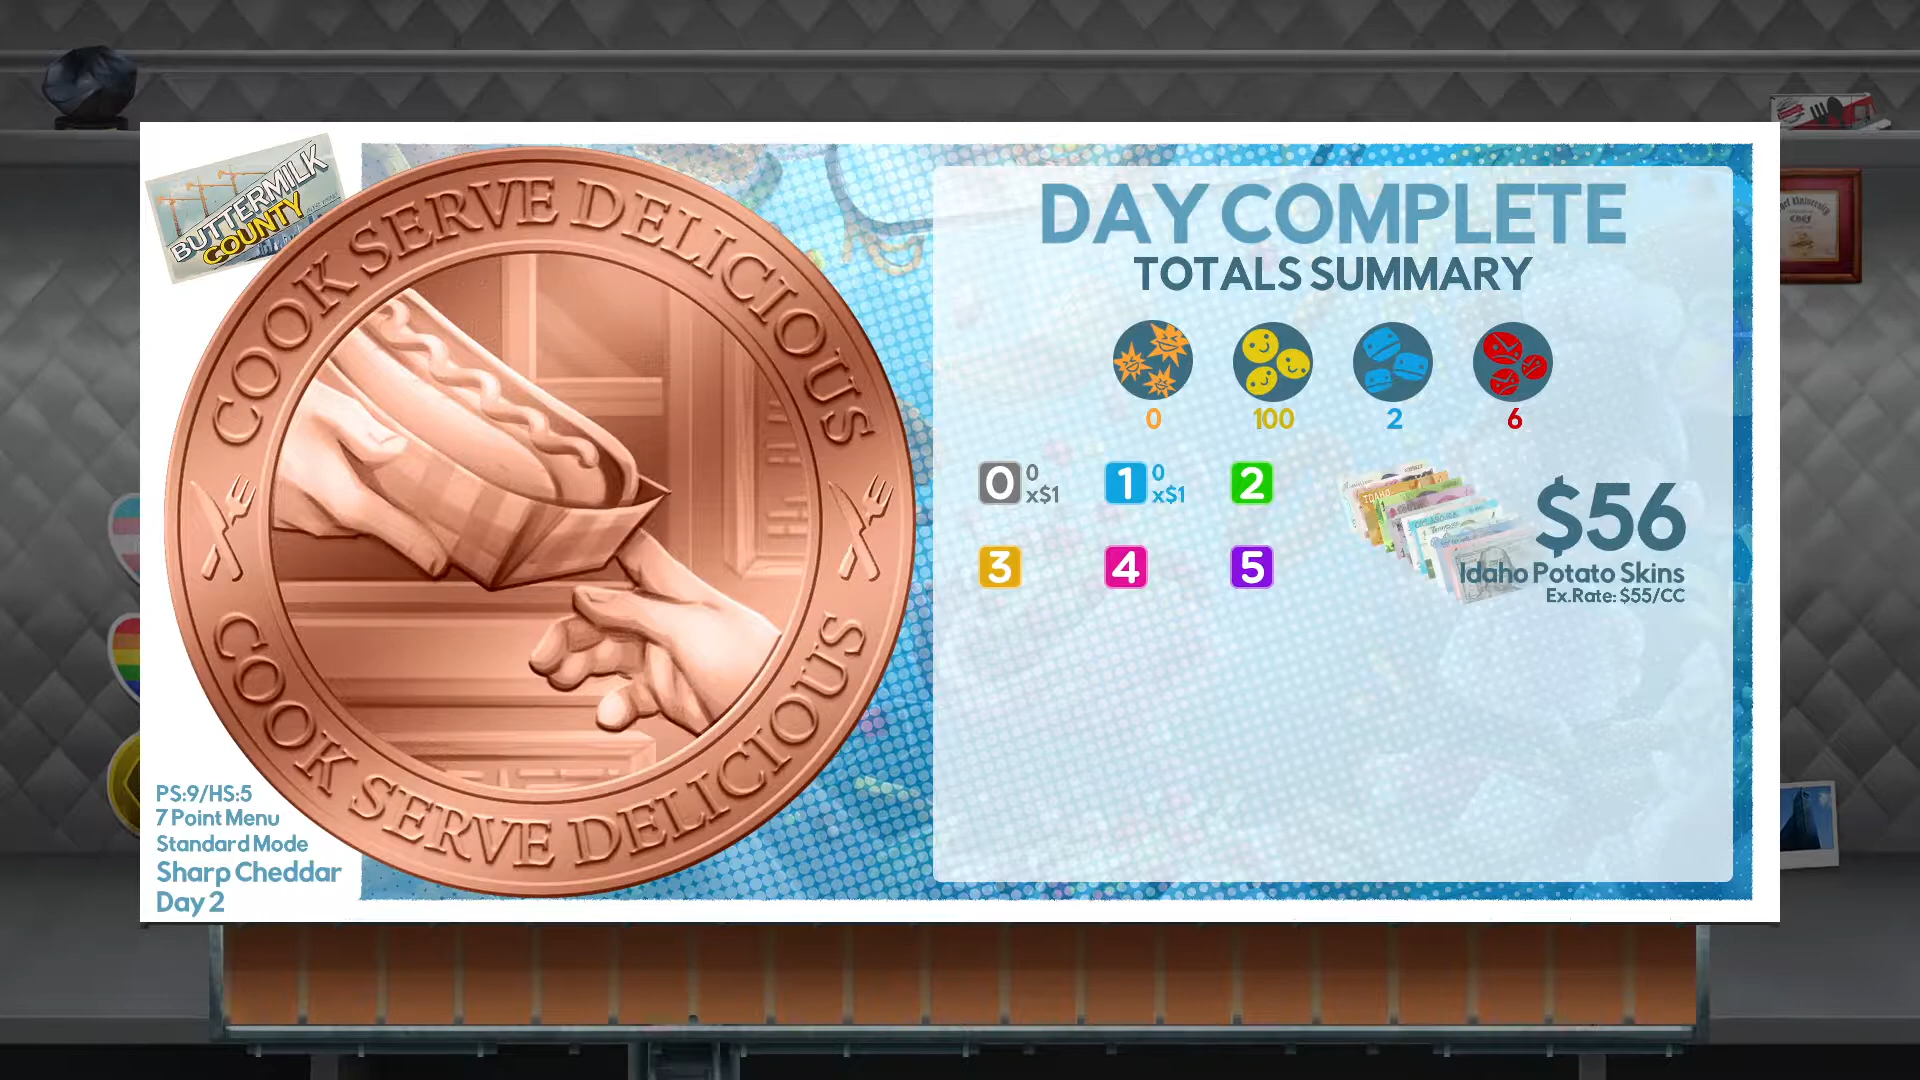 BUTTERMILK
COUNTY
COOK SERVE DELICIOUS
COOK SERVE DELICIOUS
PS:9/HS:5
7 Point Menu
Standard Mode
Sharp Cheddar
Day 2
DAY COMPLETE
TOTALS SUMMARY
0 100 2 6
0 0 x$1 1 0 x$1 2
3 4 5
IDAHO
$56
Idaho Potato Skins
Ex.Rate: $55/CC